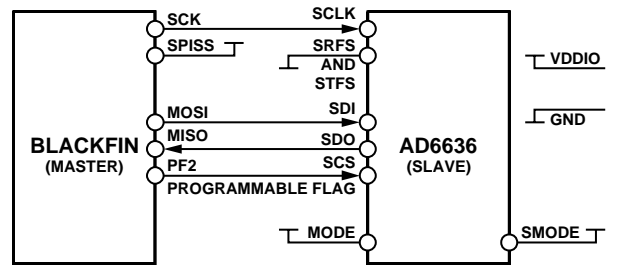 SCK
SCLK
SPISS
SRFS
AND
STFS
VDDIO
GND
MOSI
SDI
MISO
SDO
BLACKFIN
(MASTER)
AD6636
(SLAVE)
PF2
SCS
PROGRAMMABLE FLAG
MODE
SMODE